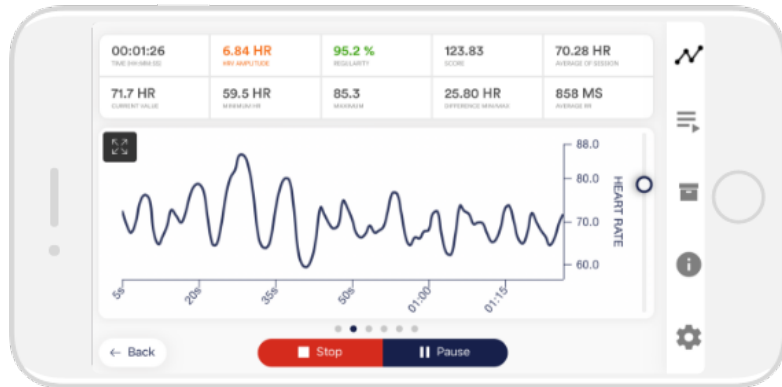 00:01:26 6.84 HR 95.2 % 123.83 70.28 HR
TIME (HH:MM:SS) HRV AMPLITUDE REGULARITY SCORE AVERAGE OF SESSION
71.7 HR 59.5 HR 85.3 25.80 HR 858 MS
CURRENT VALUE MINIMUM HR MAXIMUM DIFFERENCE MIN/MAX AVERAGE RR
88.0
80.0
70.0
60.0
HEART RATE
5s 20s 35s 50s 01:00 01:15
← Back
Stop
Pause